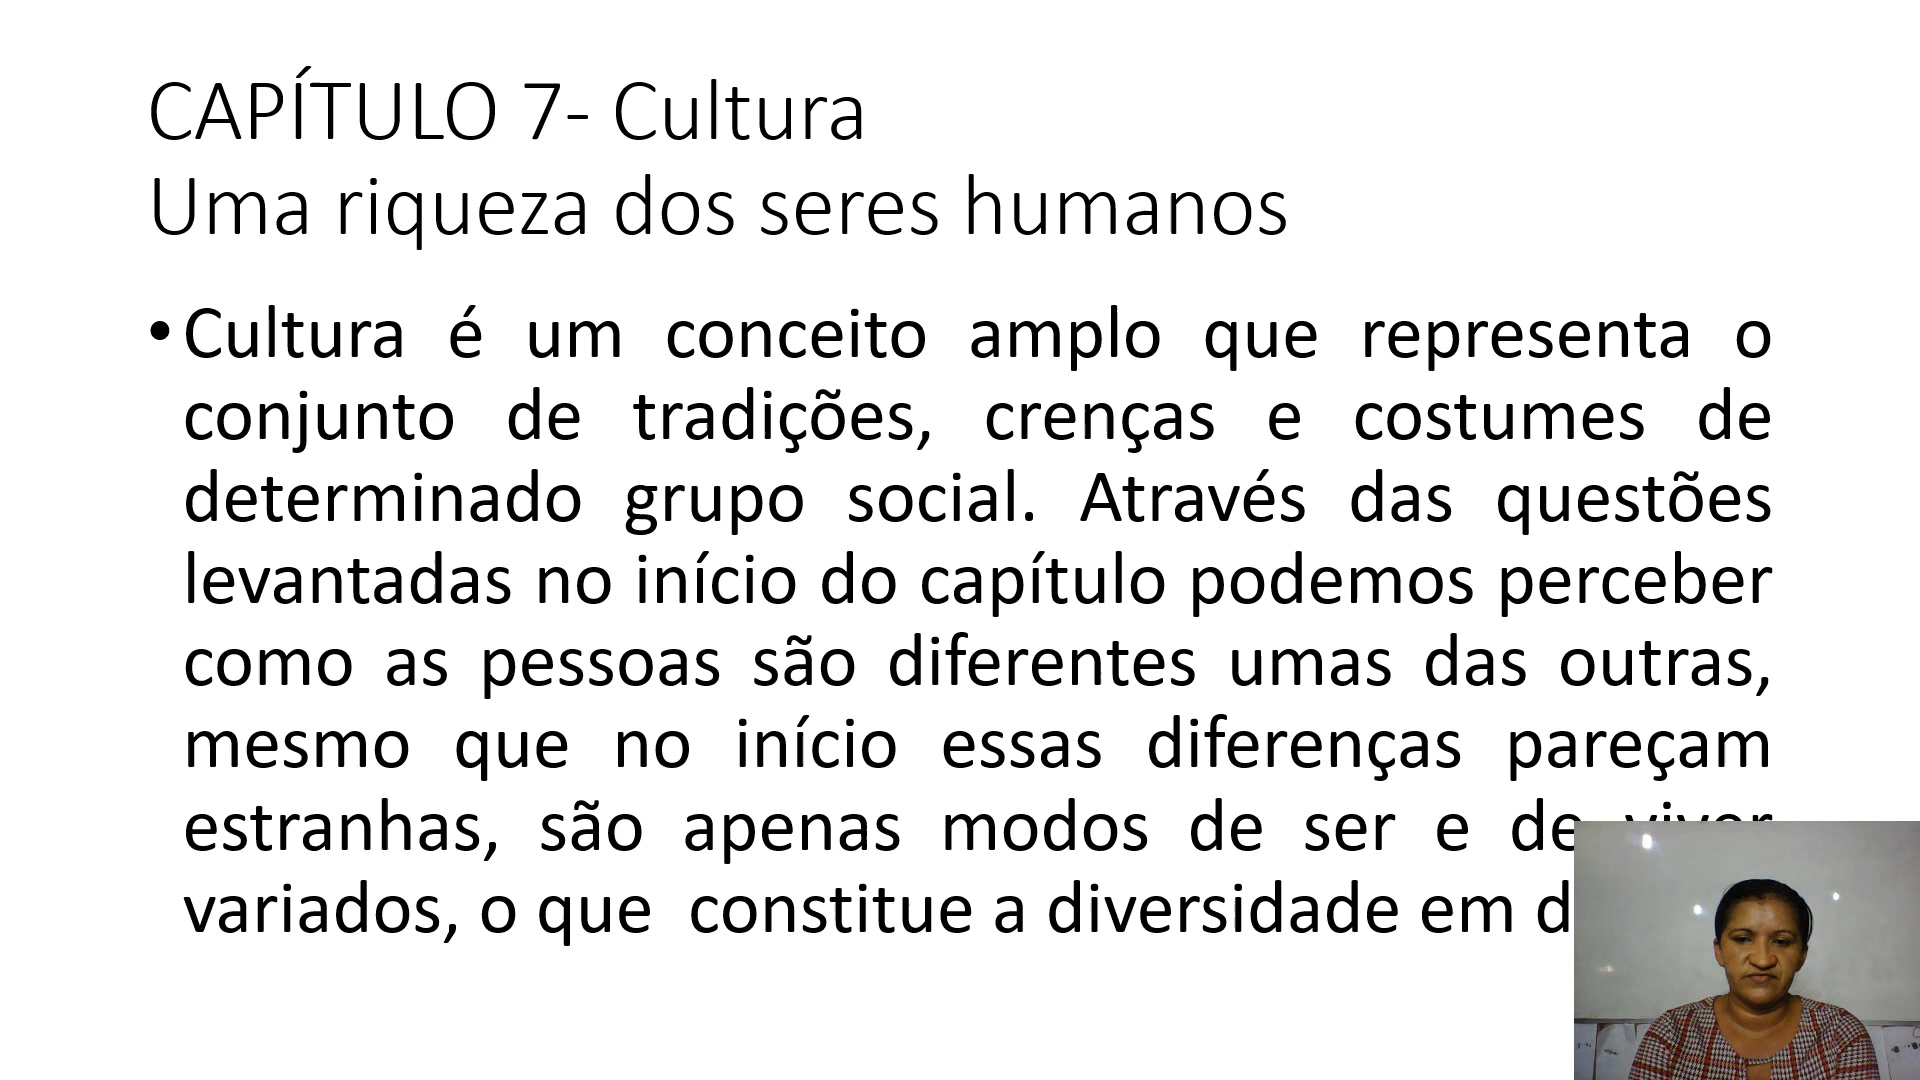 CAPÍTULO 7- Cultura
Uma riqueza dos seres humanos
• Cultura é um conceito amplo que representa o
conjunto de tradições, crenças e costumes de
determinado grupo social. Através das questões
levantadas no início do capítulo podemos perceber
como as pessoas são diferentes umas das outras,
mesmo que no início essas diferenças pareçam
estranhas, são apenas modos de ser e de viver
variados, o que constitue a diversidade em